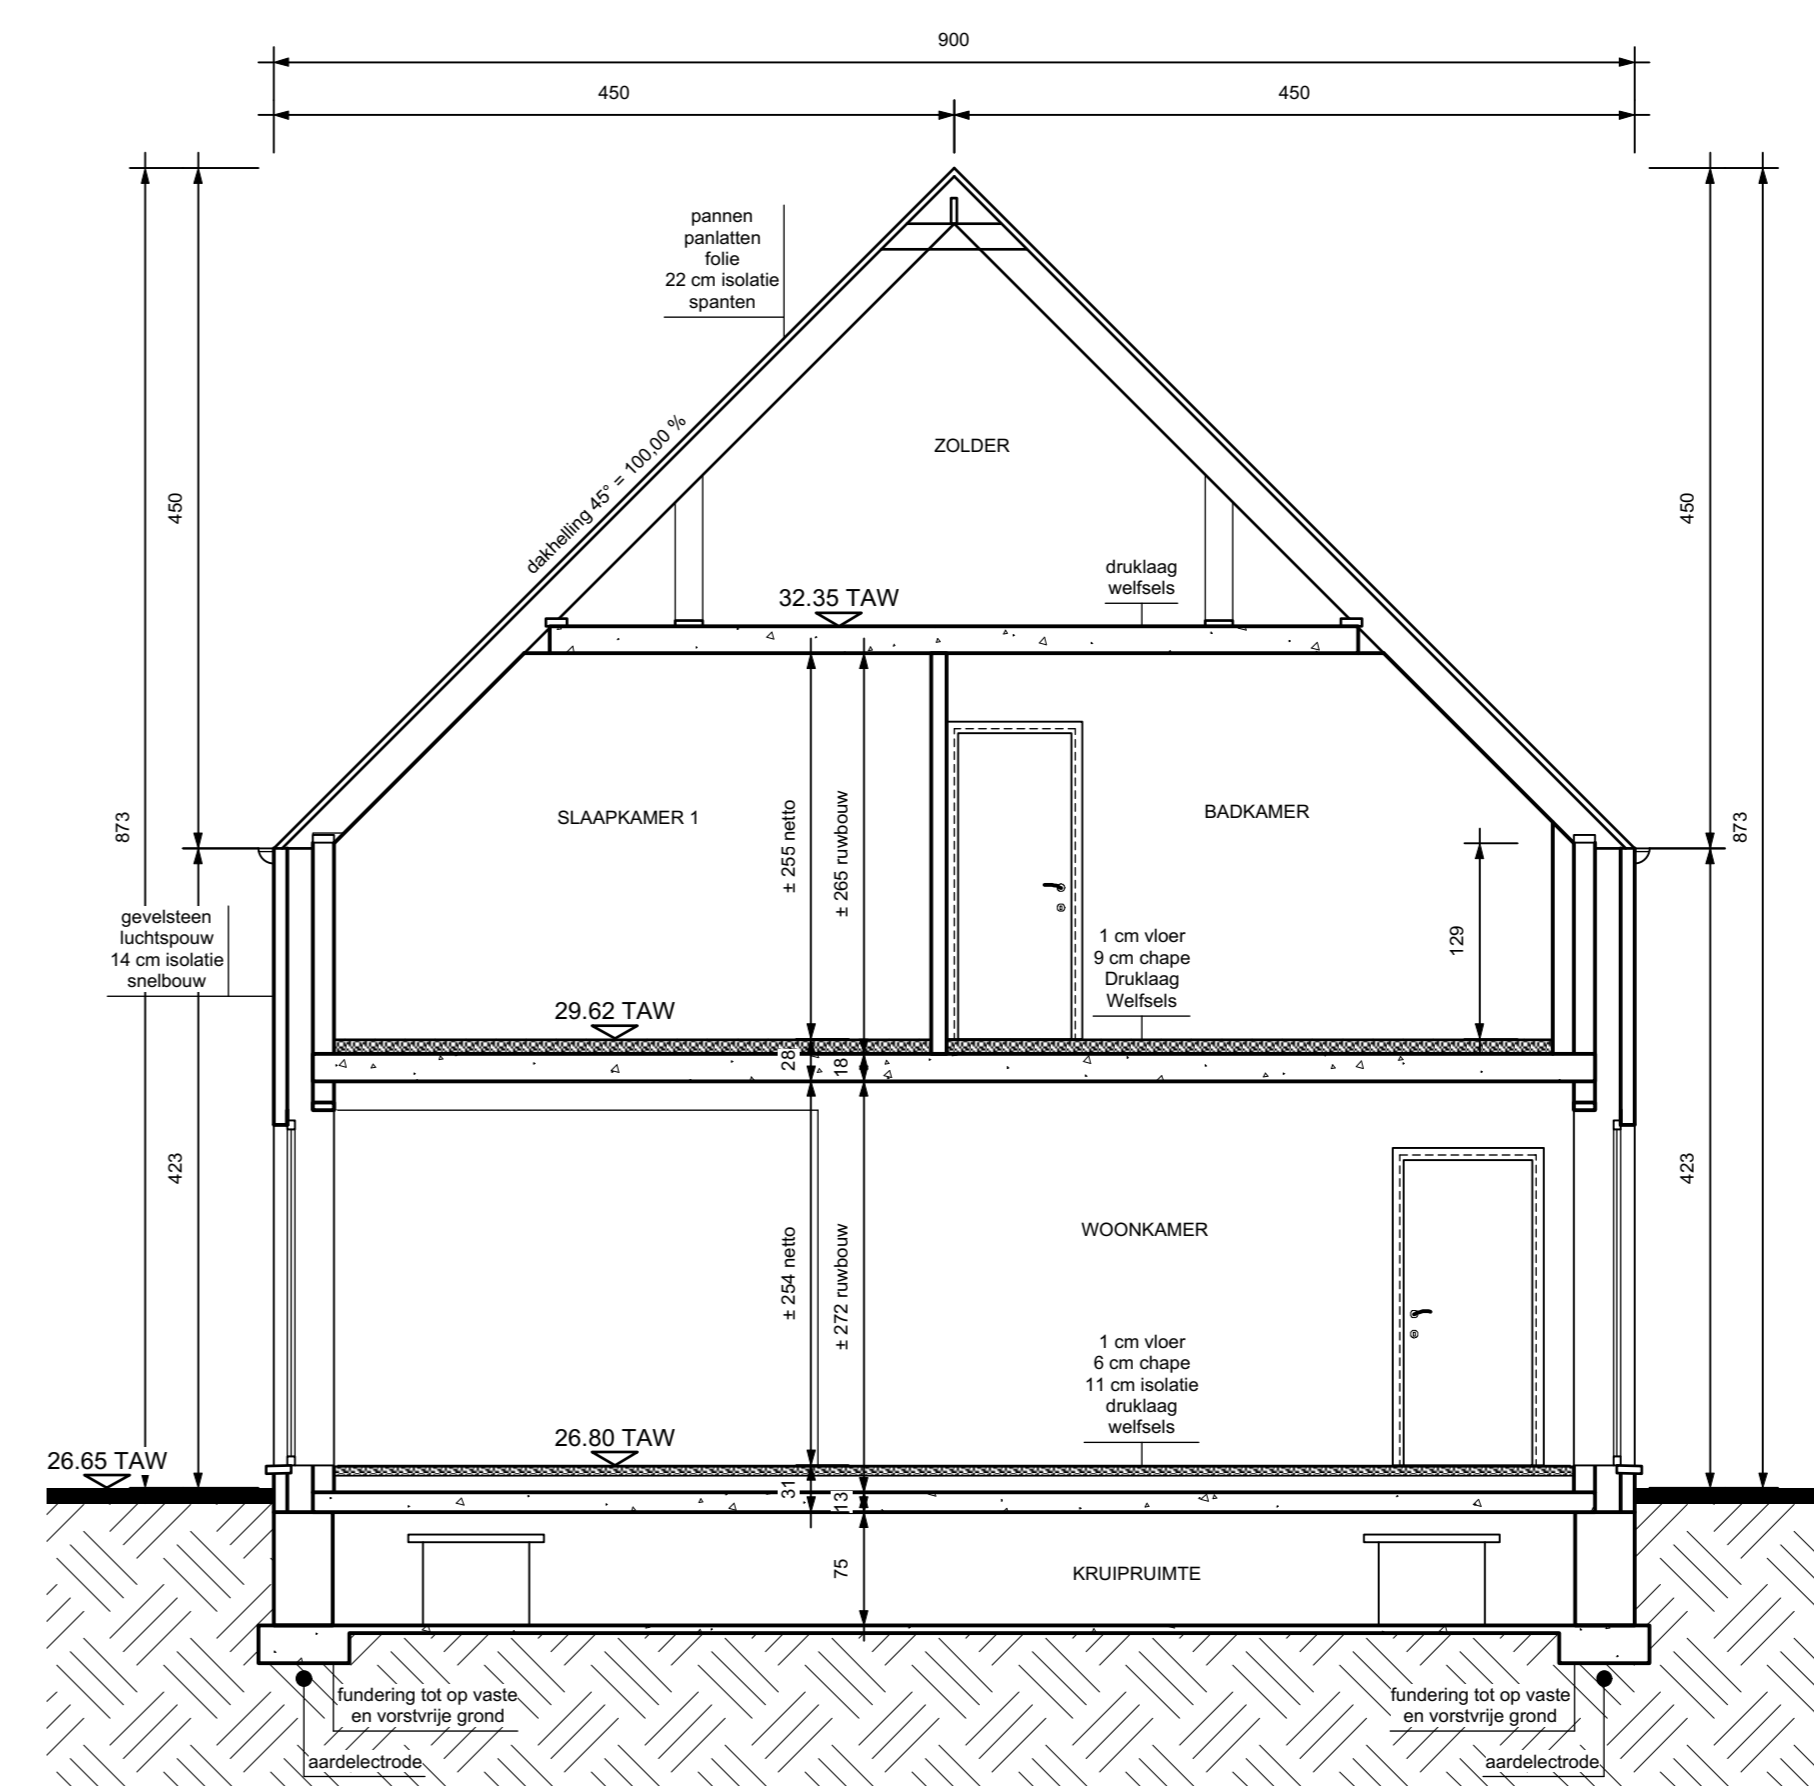 900
450
450
pannen
panlatten
folie
22 cm isolatie
spanten
ZOLDER
dakhelling 45° = 100,00 %
450
450
druklaag
welfsels
32.35 TAW
873
SLAAPKAMER 1
± 255 netto
± 265 ruwbouw
BADKAMER
873
gevelsteen
luchtspouw
14 cm isolatie
snelbouw
1 cm vloer
9 cm chape
Druklaag
Welfsels
129
29.62 TAW
28
18
423
423
WOONKAMER
± 254 netto
± 272 ruwbouw
1 cm vloer
6 cm chape
11 cm isolatie
druklaag
welfsels
26.80 TAW
26.65 TAW
31
13
75
KRUIPRUIMTE
fundering tot op vaste
en vorstvrije grond
fundering tot op vaste
en vorstvrije grond
aardelectrode
aardelectrode